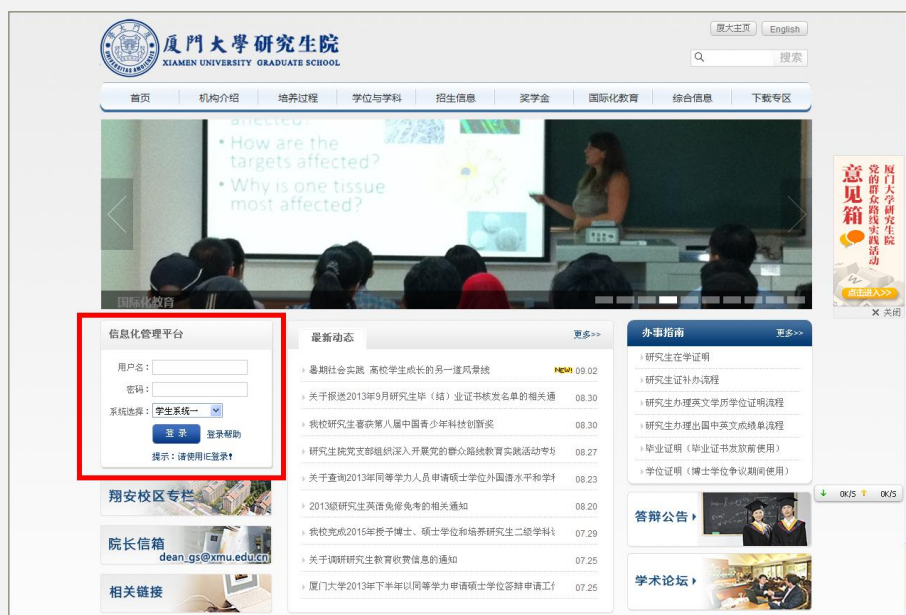 厦大主页 English
厦門大學研究生院
XIAMEN UNIVERSITY GRADUATE SCHOOL
搜索
首页 机构介绍 培养过程 学位与学科 招生信息 奖学金 国际化教育 综合信息 下载专区
affected?
• How are the
targets affected?
• Why is one tissue
most affected?
国际化教育
厦门大学研究生院
党的群众路线实践活动
意见箱
点击进入>>
× 关闭
信息化管理平台
用户名：
密码：
系统选择： 学生系统一
登 录 登录帮助
提示：请使用IE登录!
最新动态 更多>>
暑期社会实践 高校学生成长的另一道风景线 NEW! 09.02
关于报送2013年9月研究生毕（结）业证书核发名单的相关通 08.30
我校研究生喜获第八届中国青少年科技创新奖 08.30
研究生院党支部组织深入开展党的群众路线教育实践活动专 08.27
关于查询2013年同等学力人员申请硕士学位外国语水平和学 08.23
2013级研究生英语免修免考的相关通知 08.20
我校完成2015年授予博士、硕士学位和培养研究生二级学科 07.29
关于调研研究生教育收费信息的通知 07.25
厦门大学2013年下半年以同等学力申请硕士学位答辩申请工 07.25
办事指南 更多>>
研究生在学证明
研究生证补办流程
研究生办理英文学历学位证明流程
研究生办理出国中英文成绩单流程
毕业证明（毕业证书发放前使用）
学位证明（博士学位争议期间使用）
翔安校区专栏
院长信箱
dean_gs@xmu.edu.cn
相关链接
答辩公告
学术论坛
0K/S 0K/S